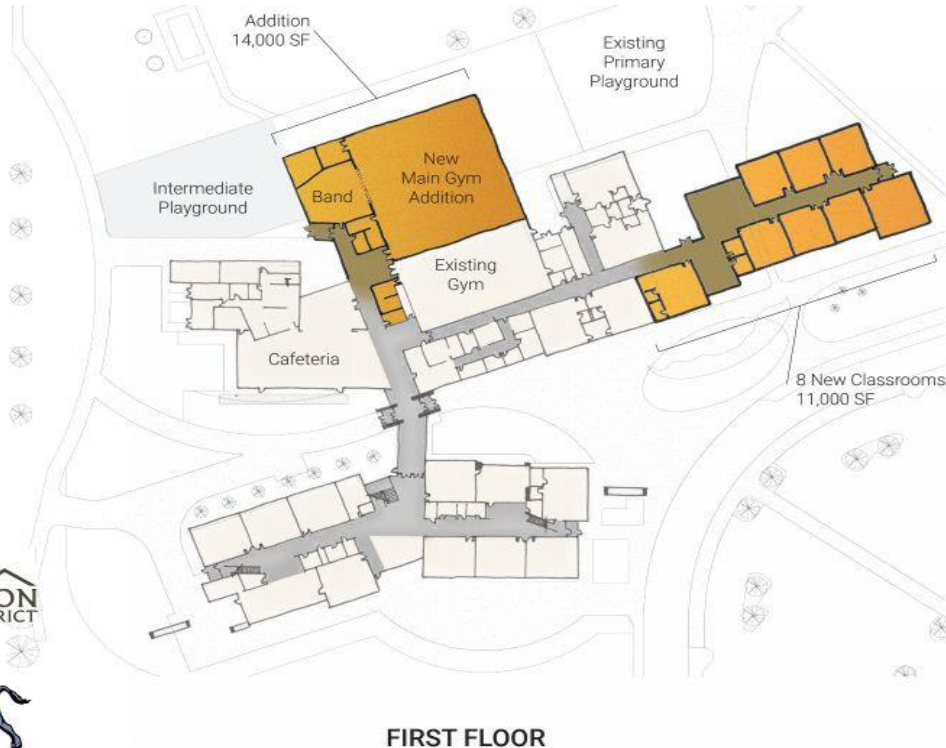 Addition
14,000 SF
Existing
Primary
Playground
New
Main Gym
Addition
Band
Intermediate
Playground
Existing
Gym
Cafeteria
8 New Classrooms
11,000 SF
ON
RICT
FIRST FLOOR